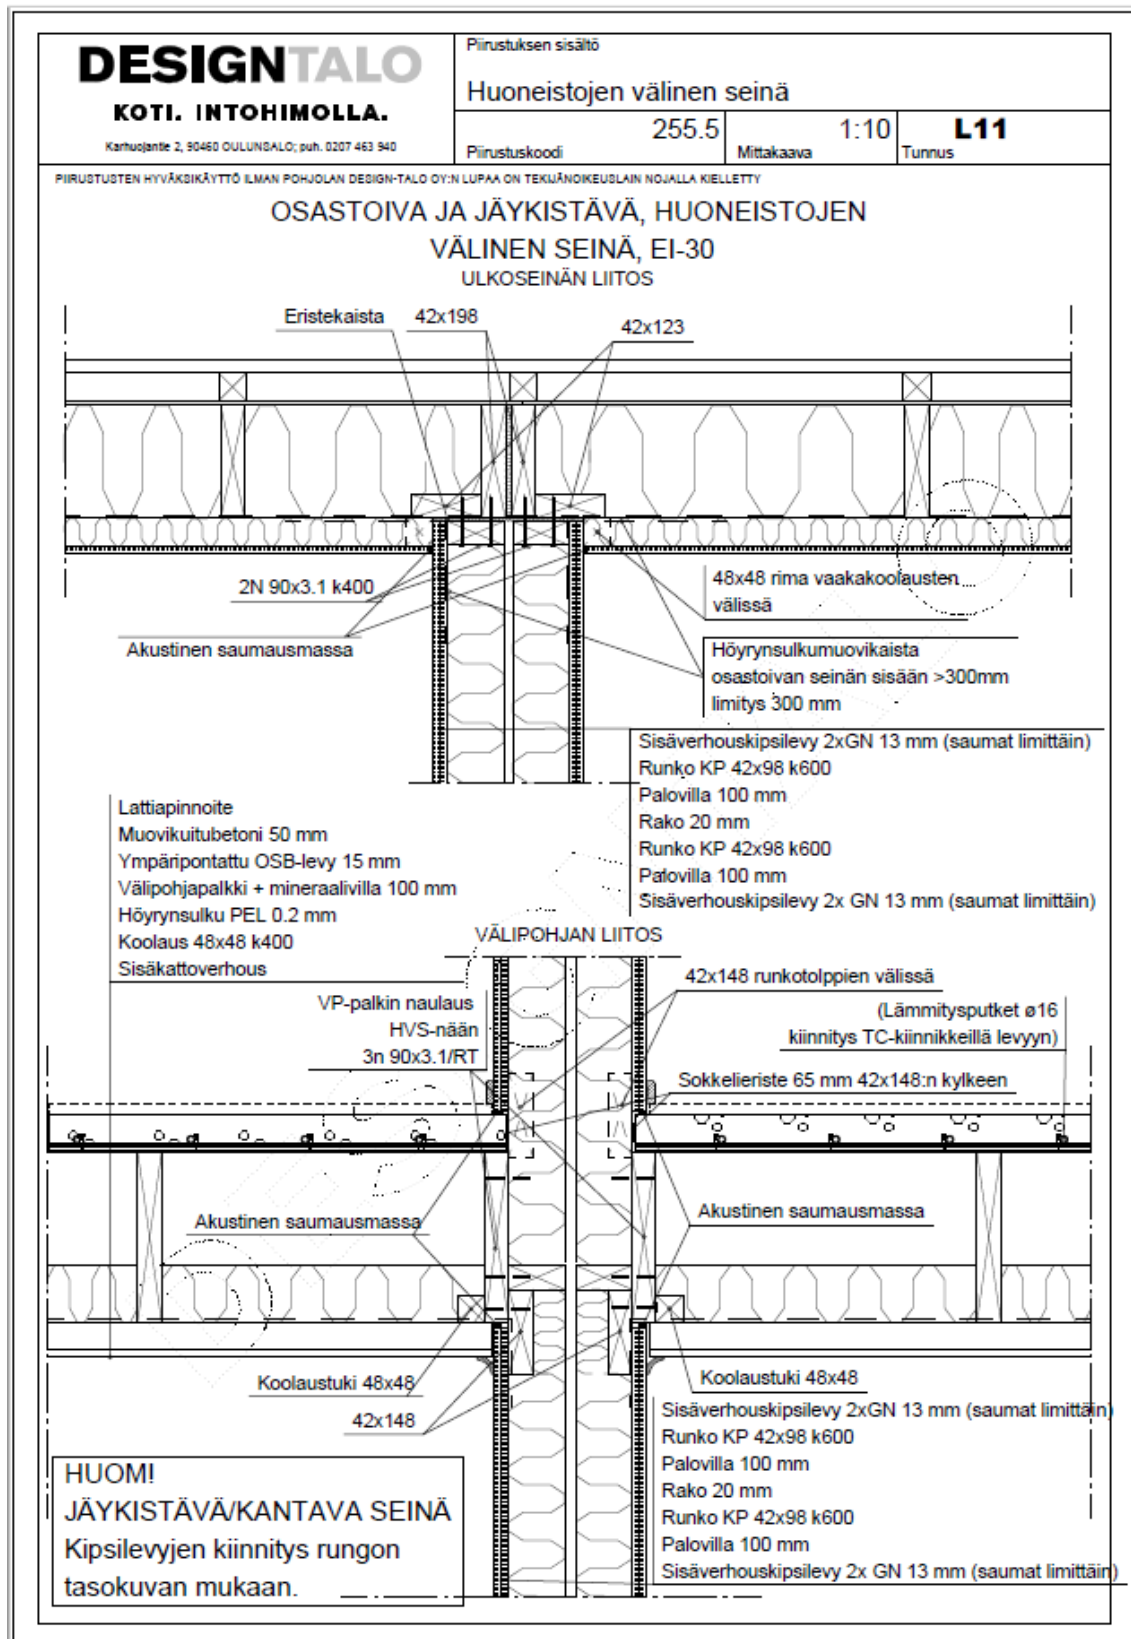 DESIGNTALO
KOTI. INTOHIMOLLA.
Karhuojantie 2, 90460 OULUNSALO; puh. 0207 463 940
Piirustuksen sisältö
Huoneistojen välinen seinä
255.5
Piirustuskoodi
1:10
Mittakaava
L11
Tunnus
PIIRUSTUSTEN HYVÄKSIKÄYTTÖ ILMAN POHJOLAN DESIGN-TALO OY:N LUPAA ON TEKIJÄNOIKEUSLAIN NOJALLA KIELLETTY
OSASTOIVA JA JÄYKISTÄVÄ, HUONEISTOJEN
VÄLINEN SEINÄ, EI-30
ULKOSEINÄN LIITOS
Eristekaista
42x198
42x123
2N 90x3.1 k400
Akustinen saumausmassa
48x48 rima vaakakoolausten
välissä
Höyrynsulkumuovikaista
osastoivan seinän sisään >300mm
limitys 300 mm
Sisäverhouskipsilevy 2xGN 13 mm (saumat limittäin)
Runko KP 42x98 k600
Palovilla 100 mm
Rako 20 mm
Runko KP 42x98 k600
Palovilla 100 mm
Sisäverhouskipsilevy 2x GN 13 mm (saumat limittäin)
Lattiapinnoite
Muovikuitubetoni 50 mm
Ympäripontattu OSB-levy 15 mm
Välipohjapalkki + mineraalivilla 100 mm
Höyrynsulku PEL 0.2 mm
Koolaus 48x48 k400
Sisäkattoverhous
VÄLIPOHJAN LIITOS
VP-palkin naulaus
HVS-nään
3n 90x3.1/RT
42x148 runkotolppien välissä
(Lämmitysputket ø16
kiinnitys TC-kiinnikkeillä levyyn)
Sokkelieriste 65 mm 42x148:n kylkeen
Akustinen saumausmassa
Akustinen saumausmassa
Koolaustuki 48x48
42x148
Koolaustuki 48x48
Sisäverhouskipsilevy 2xGN 13 mm (saumat limittäin)
Runko KP 42x98 k600
Palovilla 100 mm
Rako 20 mm
Runko KP 42x98 k600
Palovilla 100 mm
Sisäverhouskipsilevy 2x GN 13 mm (saumat limittäin)
HUOM!
JÄYKISTÄVÄ/KANTAVA SEINÄ
Kipsilevyjen kiinnitys rungon
tasokuvan mukaan.